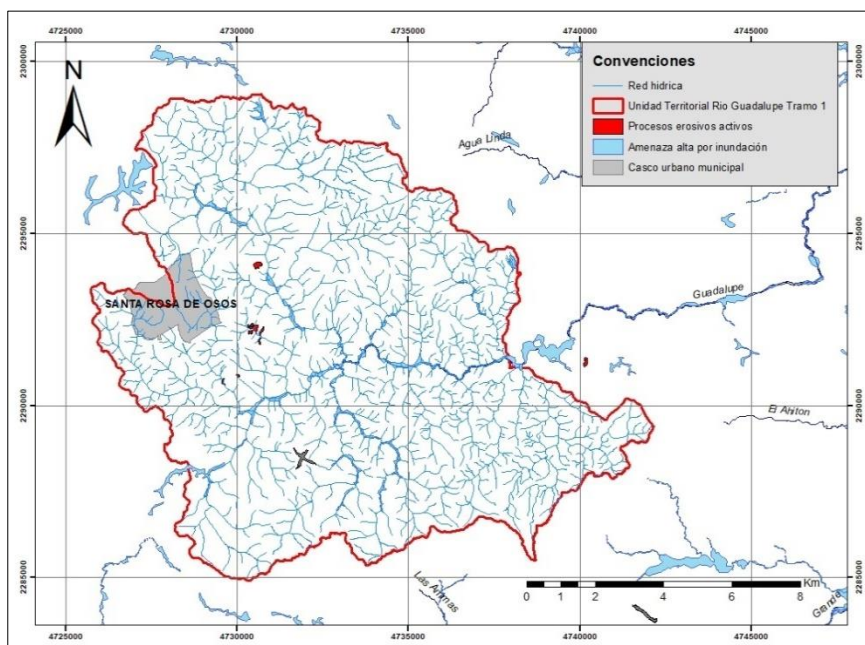 4725000 4730000 4735000 4740000 4745000
2300000 2300000
N
Convenciones
Red hídrica
Unidad Territorial Rio Guadalupe Tramo 1
Procesos erosivos activos
Amenaza alta por inundación
Casco urbano municipal
Agua Linda
2295000 2295000
Guadalupe
SANTA ROSA DE OSOS
2290000 2290000
El Ahiton
2285000 2285000
Las Animas
Grande
Km
0 1 2 4 6 8
4725000 4730000 4735000 4740000 4745000